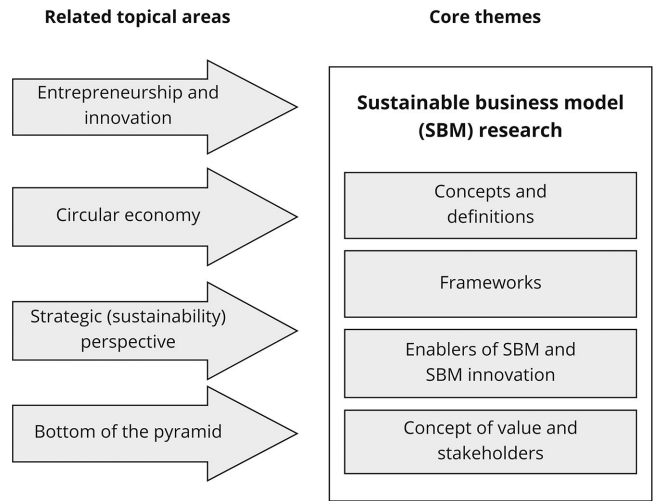 Related topical areas
Core themes
Entrepreneurship and
innovation
Circular economy
Strategic (sustainability)
perspective
Bottom of the pyramid
Sustainable business model
(SBM) research
Concepts and
definitions
Frameworks
Enablers of SBM and
SBM innovation
Concept of value and
stakeholders